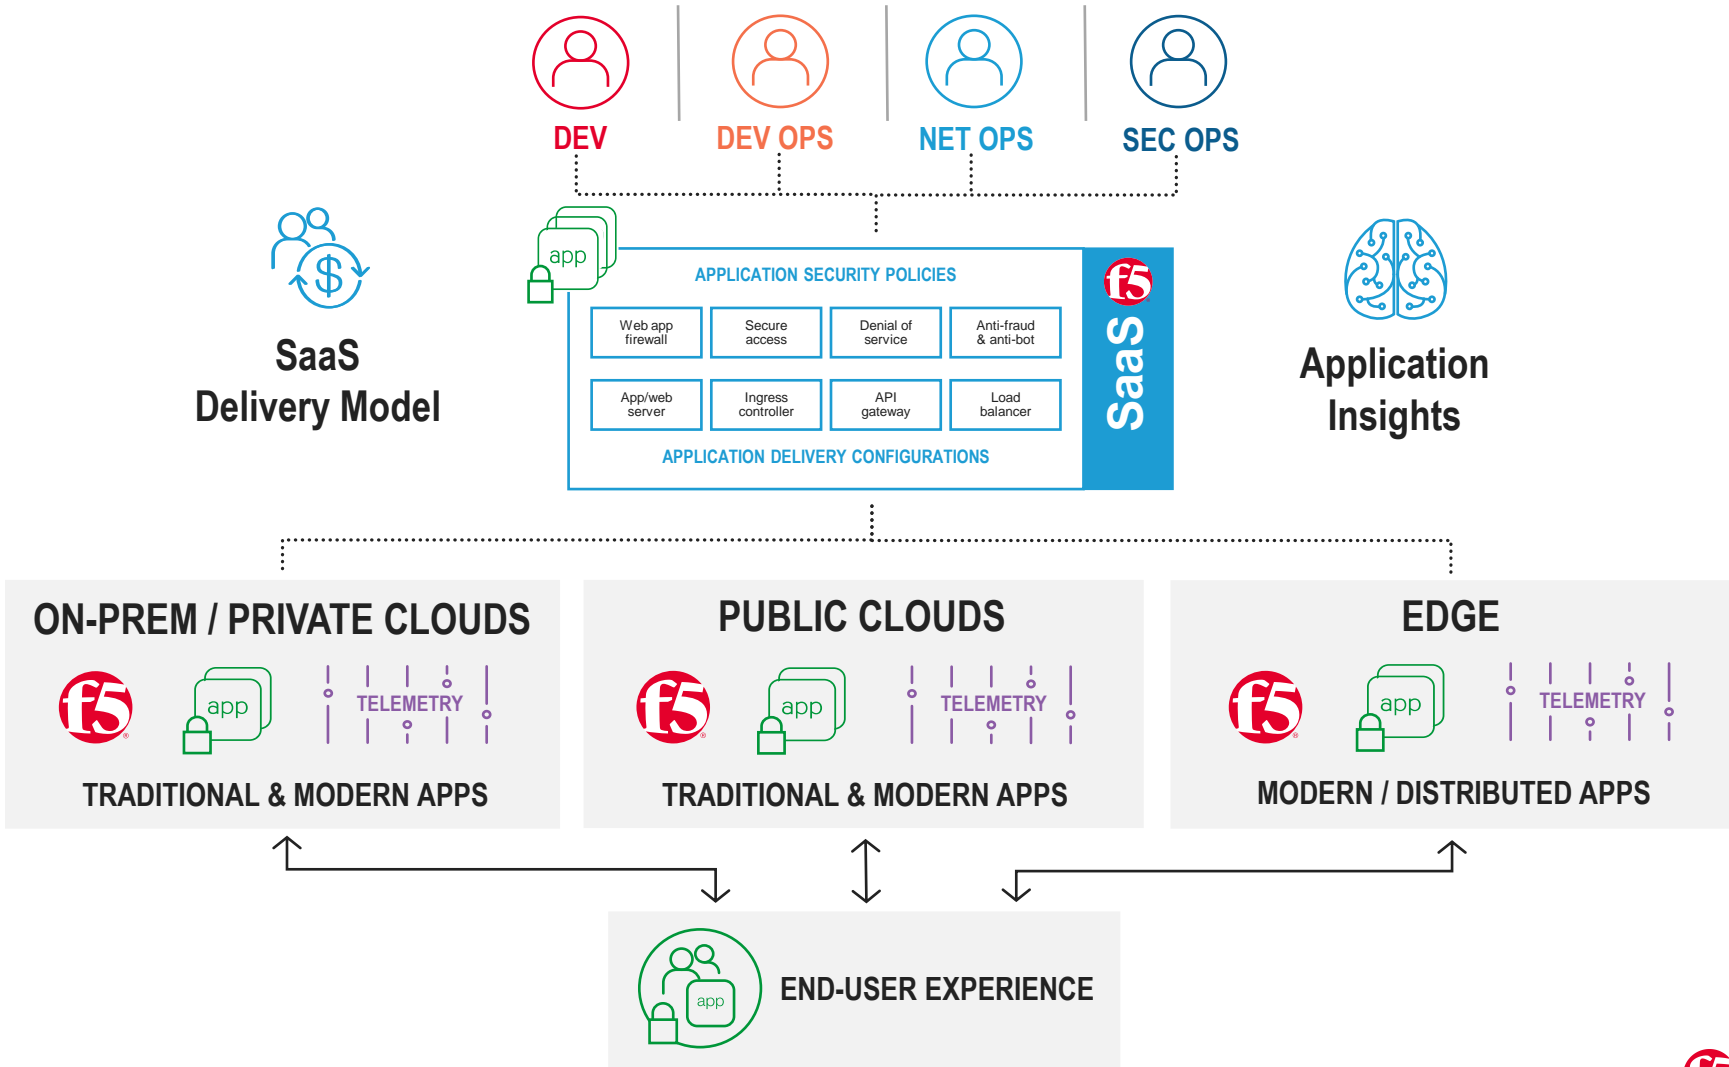 DEV
DEV OPS
NET OPS
SEC OPS
SaaS
Delivery Model
app
APPLICATION SECURITY POLICIES
Web app
firewall
Secure
access
Denial of
service
Anti-fraud
& anti-bot
App/web
server
Ingress
controller
API
gateway
Load
balancer
APPLICATION DELIVERY CONFIGURATIONS
f5
SaaS
Application
Insights
ON-PREM / PRIVATE CLOUDS
f5
app
TELEMETRY
TRADITIONAL & MODERN APPS
PUBLIC CLOUDS
f5
app
TELEMETRY
TRADITIONAL & MODERN APPS
EDGE
f5
app
TELEMETRY
MODERN / DISTRIBUTED APPS
app
END-USER EXPERIENCE
f5